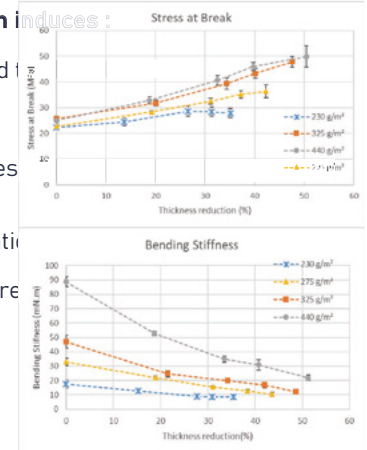 n induces :
Stress at Break
60
50
40
30
20
10
0
Stress at Break (MPa)
230 g/m²
325 g/m²
440 g/m²
275 g/m²
0 10 20 30 40 50 60
Thickness reduction (%)
Bending Stiffness
100
90
80
70
60
50
40
30
20
10
0
Bending Stifness (mN.m)
230 g/m²
275 g/m²
325 g/m²
440 g/m²
0 10 20 30 40 50 60
Thickness reduction(%)